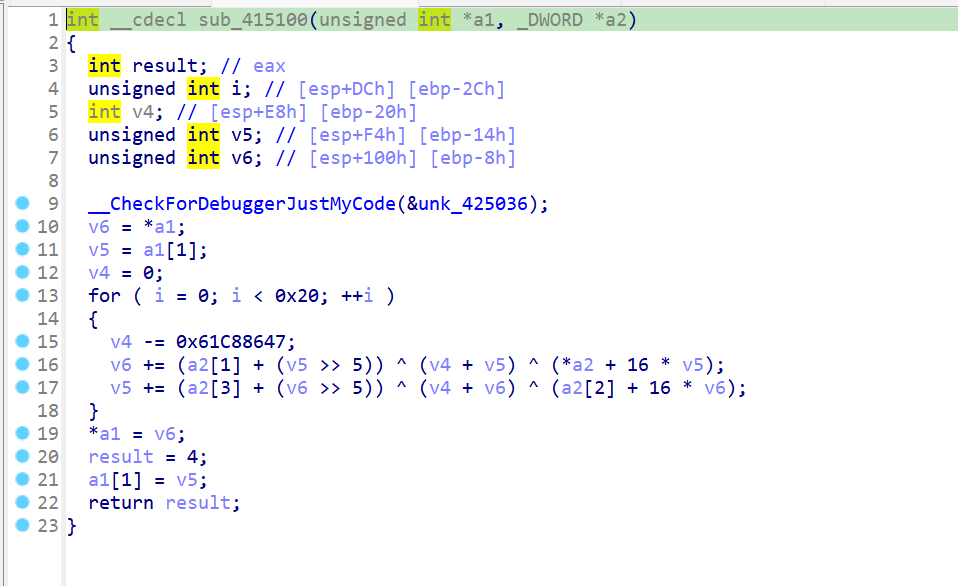 1 int __cdecl sub_415100(unsigned int *a1, _DWORD *a2)
2 {
3 int result; // eax
4 unsigned int i; // [esp+DCh] [ebp-2Ch]
5 int v4; // [esp+E8h] [ebp-20h]
6 unsigned int v5; // [esp+F4h] [ebp-14h]
7 unsigned int v6; // [esp+100h] [ebp-8h]
8
9 __CheckForDebuggerJustMyCode(&unk_425036);
10 v6 = *a1;
11 v5 = a1[1];
12 v4 = 0;
13 for ( i = 0; i < 0x20; ++i )
14 {
15 v4 -= 0x61C88647;
16 v6 += (a2[1] + (v5 >> 5)) ^ (v4 + v5) ^ (*a2 + 16 * v5);
17 v5 += (a2[3] + (v6 >> 5)) ^ (v4 + v6) ^ (a2[2] + 16 * v6);
18 }
19 *a1 = v6;
20 result = 4;
21 a1[1] = v5;
22 return result;
23 }